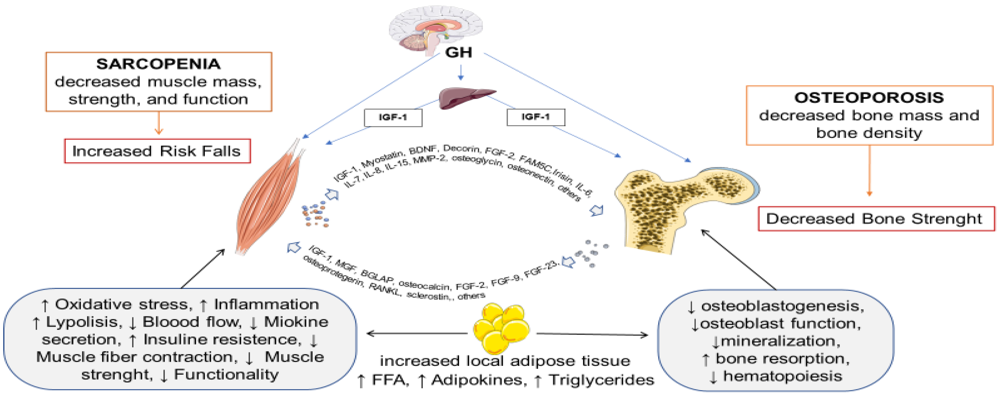 GH
SARCOPENIA
decreased muscle mass,
strength, and function
Increased Risk Falls
IGF-1
IGF-1
OSTEOPOROSIS
decreased bone mass and
bone density
Decreased Bone Strenght
IGF-1, Myostatin, BDNF, Decorin, FGF-2, FAM5C,Irisin, IL-6,
IL-7, IL-8, IL-15, MMP-2, osteoglycin, osteonectin, others
IGF-1, MGF, BGLAP, osteocalcin, FGF-2, FGF-9, FGF-23,
osteoprotegerin, RANKL, sclerostin,, others
↑ Oxidative stress, ↑ Inflammation
↑ Lypolisis, ↓ Bloood flow, ↓ Miokine
secretion, ↑ Insuline resistence, ↓
Muscle fiber contraction, ↓ Muscle
strenght, ↓ Functionality
increased local adipose tissue
↑ FFA, ↑ Adipokines, ↑ Triglycerides
↓ osteoblastogenesis,
↓osteoblast function,
↓mineralization,
↑ bone resorption,
↓ hematopoiesis